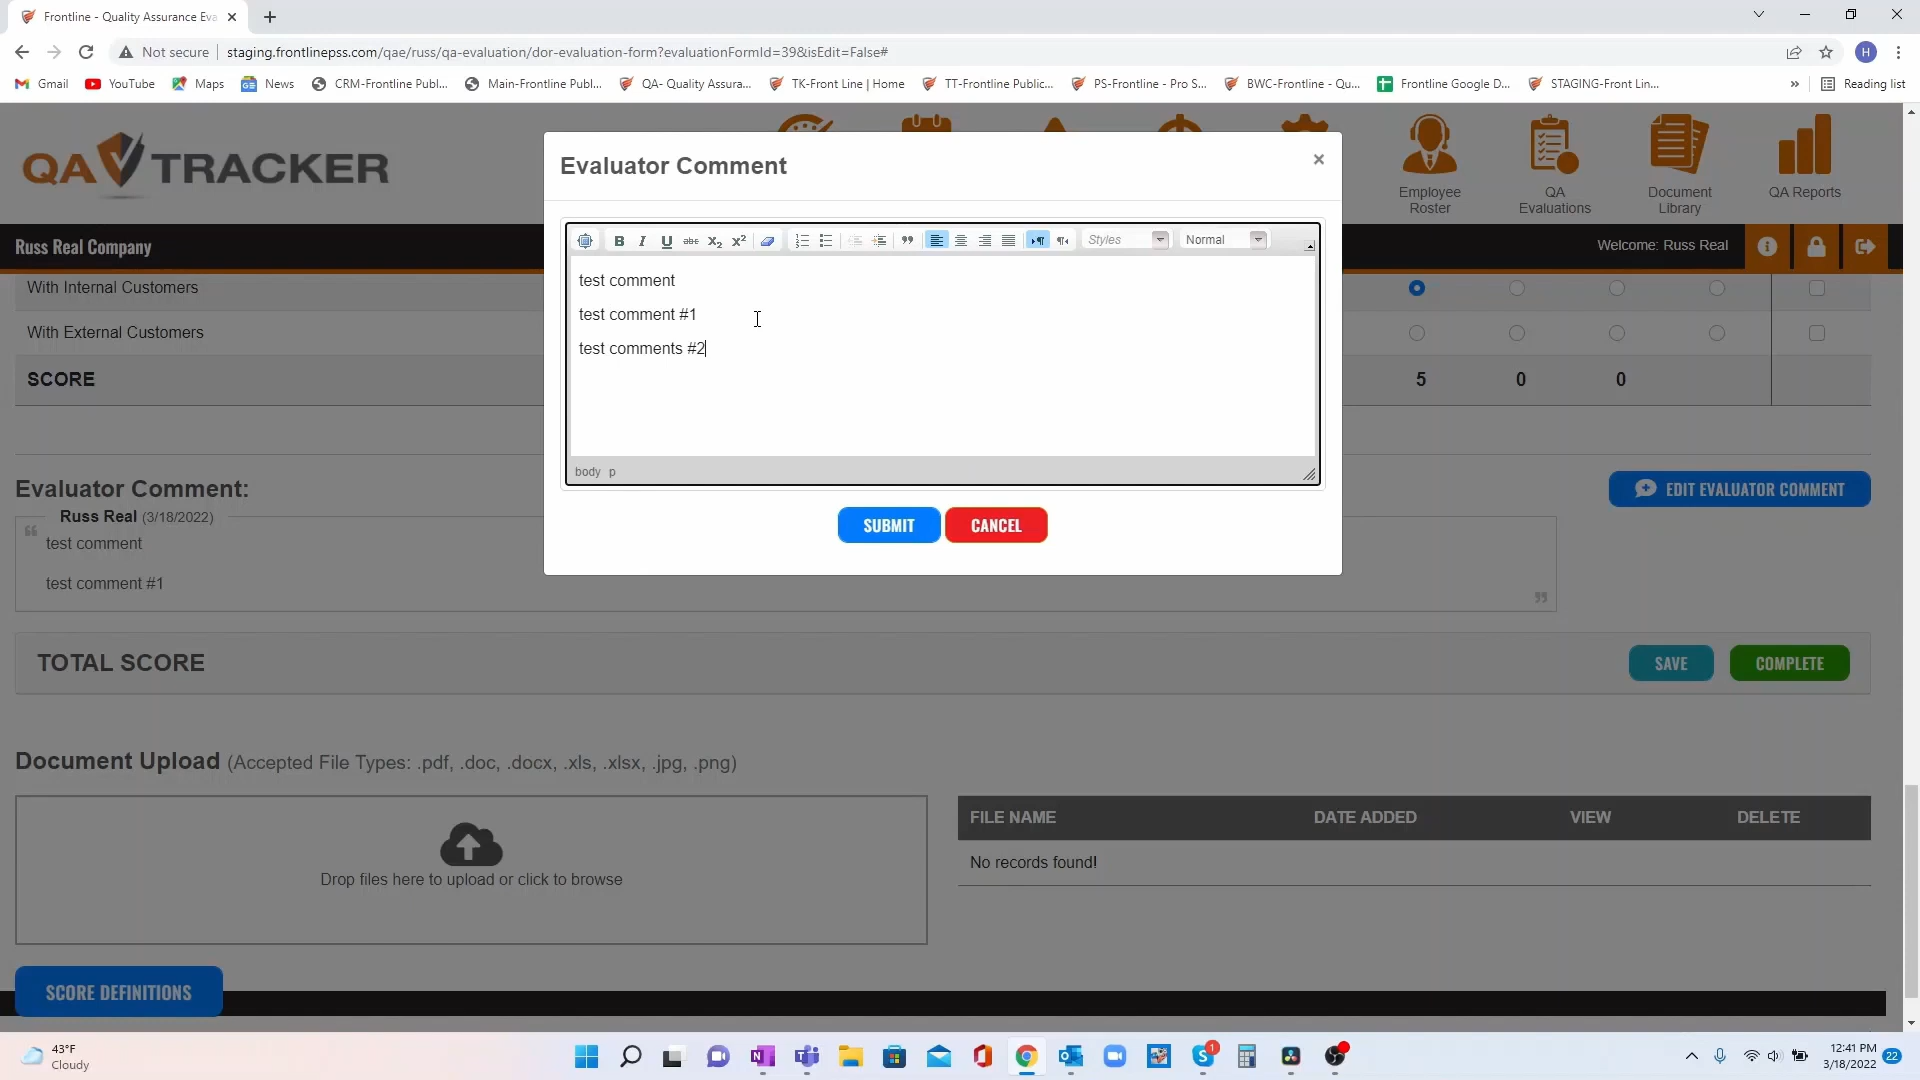 Frontline - Quality Assurance Eva
Not secure
staging.frontlinepss.com/qae/russ/qa-evaluation/dor-evaluation-form?evaluationFormId=39&isEdit=False#
H
Gmail
YouTube
Maps
News
CRM-Frontline Publ...
Main-Frontline Publ...
QA- Quality Assura...
TK-Front Line | Home
TT-Frontline Public...
PS-Frontline - Pro S...
BWC-Frontline - Qu...
Frontline Google D...
STAGING-Front Lin...
»
Reading list
QA TRACKER
Employee
Roster
QA
Evaluations
Document
Library
QA Reports
Russ Real Company
Welcome: Russ Real
Evaluator Comment
×
B I U abc X2 X2
Styles
Normal
test comment
test comment #1
test comments #2
body p
SUBMIT
CANCEL
With Internal Customers
With External Customers
SCORE
5
0
0
Evaluator Comment:
EDIT EVALUATOR COMMENT
Russ Real (3/18/2022)
test comment
test comment #1
TOTAL SCORE
SAVE
COMPLETE
Document Upload (Accepted File Types: .pdf, .doc, .docx, .xls, .xlsx, .jpg, .png)
Drop files here to upload or click to browse
FILE NAME
DATE ADDED
VIEW
DELETE
No records found!
SCORE DEFINITIONS
43°F
Cloudy
1
12:41 PM
3/18/2022
22